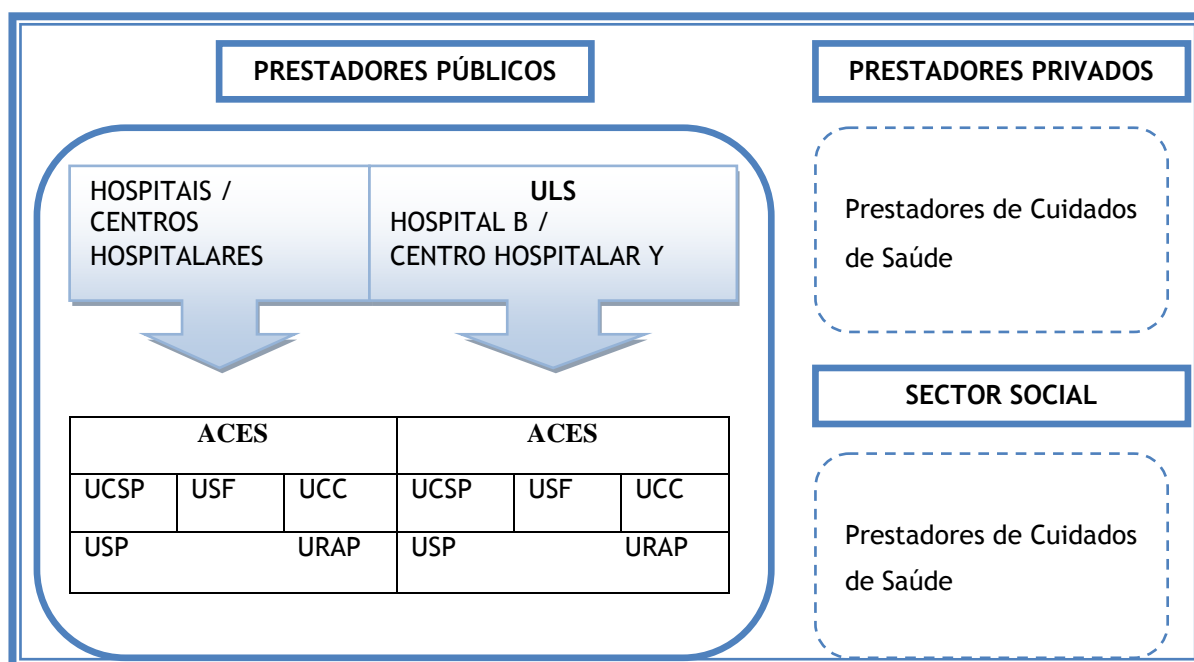 PRESTADORES PÚBLICOS
HOSPITAIS /
CENTROS
HOSPITALARES
ULS
HOSPITAL B /
CENTRO HOSPITALAR Y
ACES ACES
UCSP USF UCC UCSP USF UCC
USP URAP USP URAP
PRESTADORES PRIVADOS
Prestadores de Cuidados
de Saúde
SECTOR SOCIAL
Prestadores de Cuidados
de Saúde